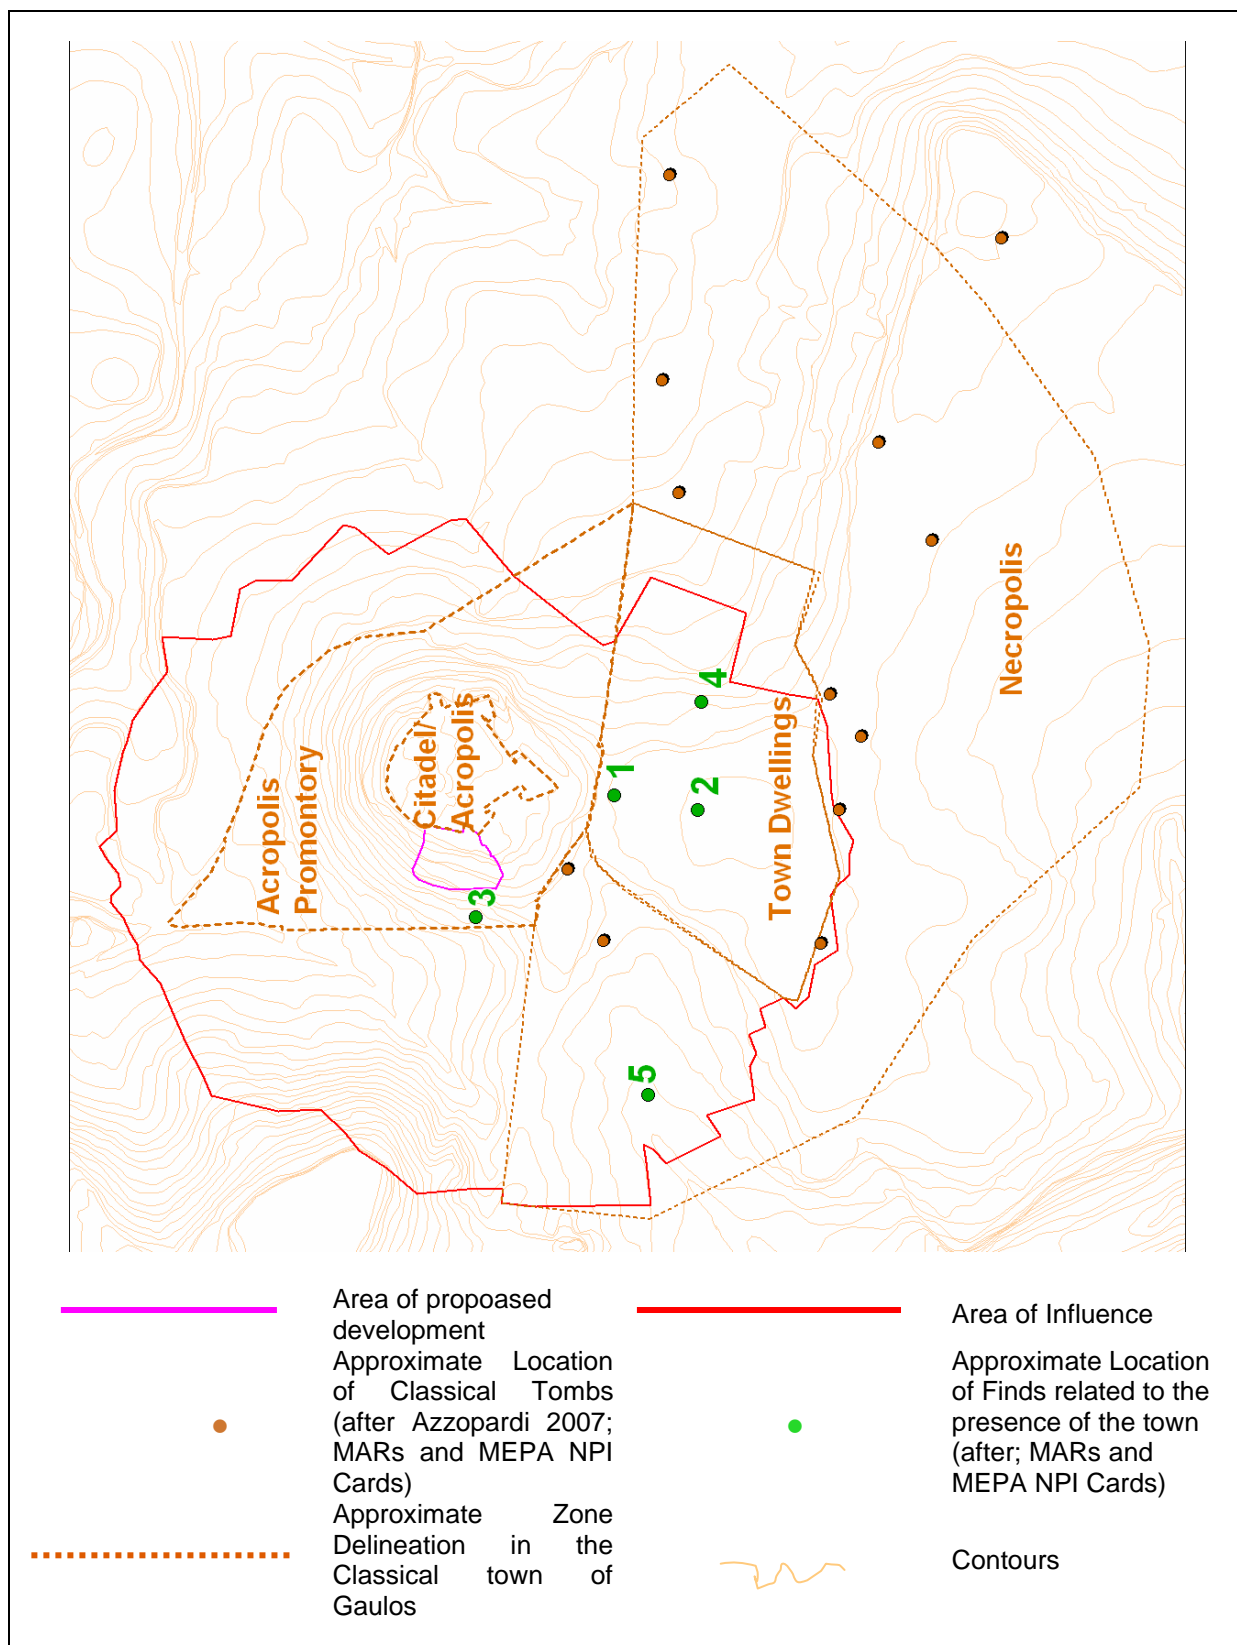 Acropolis
Promontory
Citadel/
Acropolis
Town Dwellings
Necropolis
1
2
3
4
5
Area of propoased
development
Approximate Location
of Classical Tombs
(after Azzopardi 2007;
MARs and MEPA NPI
Cards)
Approximate Zone
Delineation in the
Classical town of
Gaulos
Area of Influence
Approximate Location
of Finds related to the
presence of the town
(after; MARs and
MEPA NPI Cards)
Contours